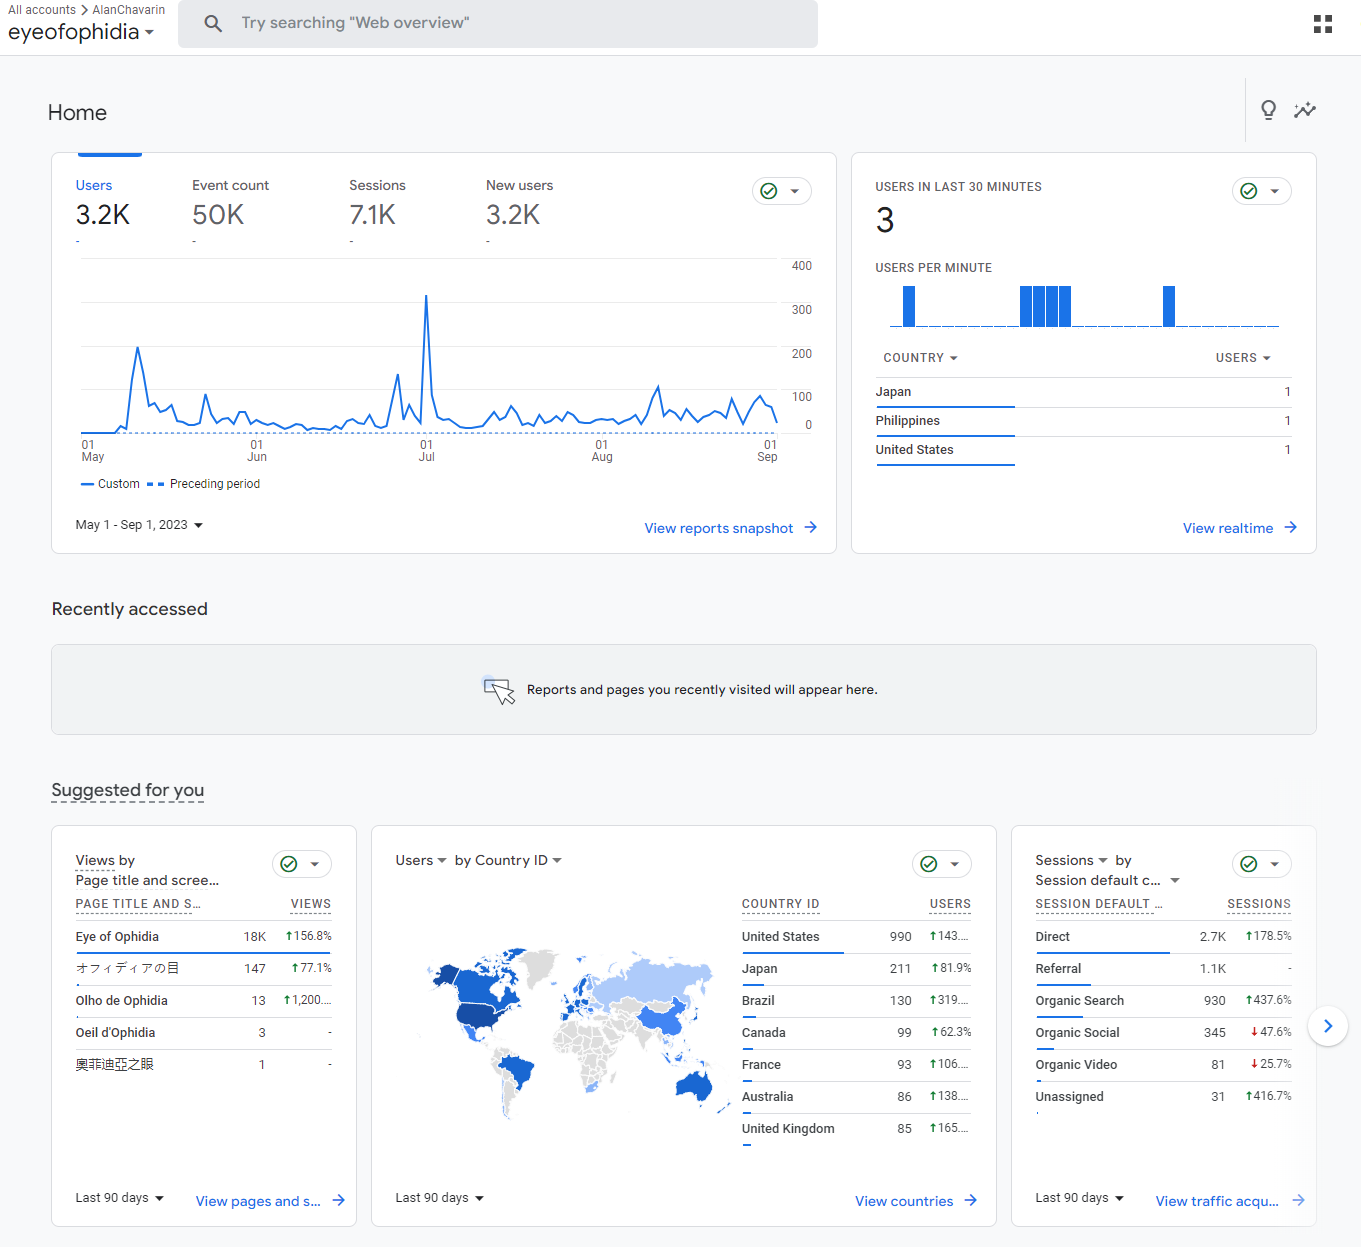 All accounts > AlanChavarin
eyeofophidia
Try searching "Web overview"
Home
Users
3.2K
-
Event count
50K
-
Sessions
7.1K
-
New users
3.2K
-
400
300
200
100
0
01 May
01 Jun
01 Jul
01 Aug
01 Sep
Custom Preceding period
May 1 - Sep 1, 2023
View reports snapshot
USERS IN LAST 30 MINUTES
3
USERS PER MINUTE
COUNTRY USERS
Japan 1
Philippines 1
United States 1
View realtime
Recently accessed
Reports and pages you recently visited will appear here.
Suggested for you
Views by
Page title and scree...
PAGE TITLE AND S... VIEWS
Eye of Ophidia 18K 156.8%
オフィディアの目 147 77.1%
Olho de Ophidia 13 1,200....
Oeil d'Ophidia 3 -
奧菲迪亞之眼 1 -
Last 90 days
View pages and s...
Users by Country ID
COUNTRY ID USERS
United States 990 143....
Japan 211 81.9%
Brazil 130 319....
Canada 99 62.3%
France 93 106....
Australia 86 138....
United Kingdom 85 165....
Last 90 days
View countries
Sessions by
Session default c...
SESSION DEFAULT ... SESSIONS
Direct 2.7K 178.5%
Referral 1.1K -
Organic Search 930 437.6%
Organic Social 345 47.6%
Organic Video 81 25.7%
Unassigned 31 416.7%
Last 90 days
View traffic acqu...